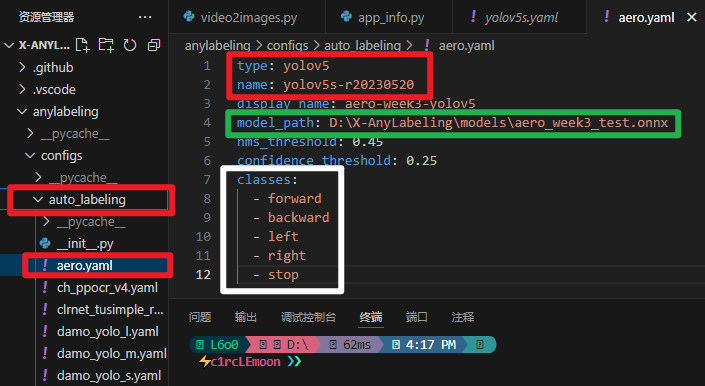 资源管理器
X-ANYL...
.github
.vscode
anylabeling
__pycache__
configs
__pycache__
auto_labeling
__pycache__
__init__.py
aero.yaml
ch_ppocr_v4.yaml
clrnet_tusimple_r...
damo_yolo_l.yaml
damo_yolo_m.yaml
damo_yolo_s.yaml
video2images.py
app_info.py
yolov5s.yaml
aero.yaml
anylabeling > configs > auto_labeling > ! aero.yaml
1 type: yolov5
2 name: yolov5s-r20230520
3 display_name: aero-week3-yolov5
4 model_path: D:\X-AnyLabeling\models\aero_week3_test.onnx
5 nms_threshold: 0.45
6 confidence_threshold: 0.25
7 classes:
8 - forward
9 - backward
10 - left
11 - right
12 - stop
问题 输出 调试控制台 终端 端口 注释
L6o0 D:\ 62ms 4:17 PM
c1rcLEmoon